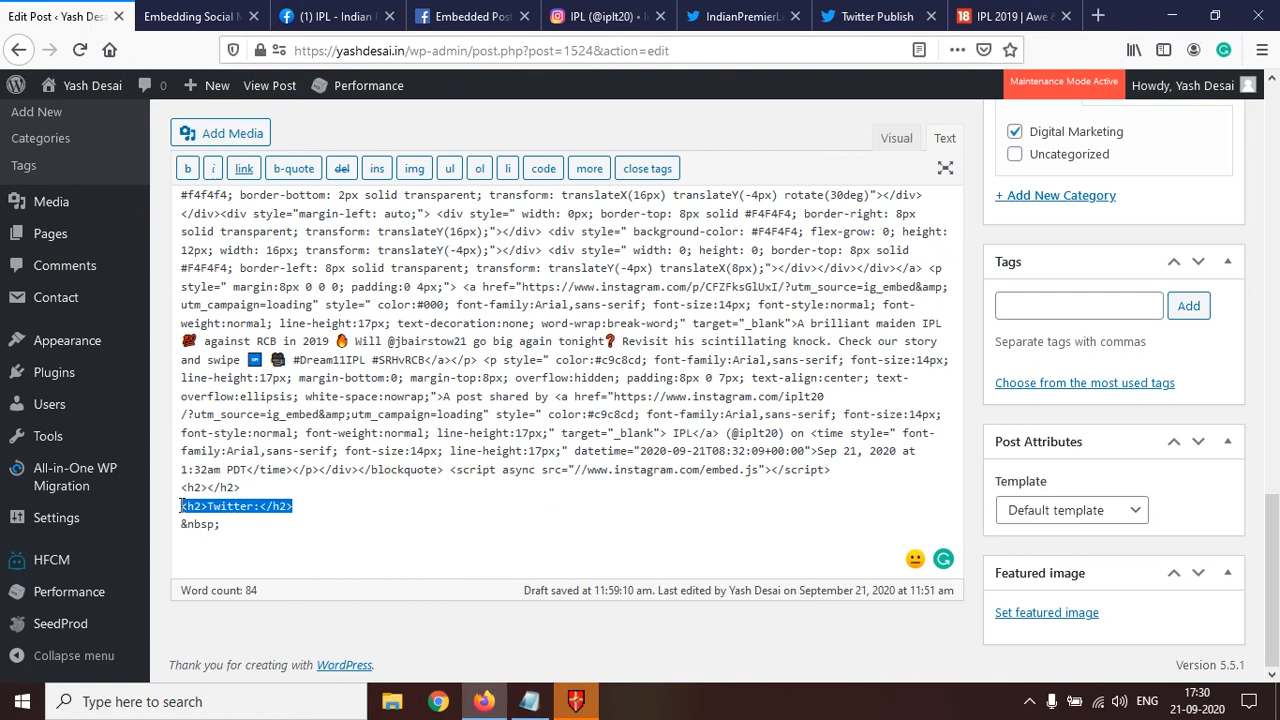 Edit Post ‹ Yash Desai
Embedding Social M
(1) IPL - Indian P
Embedded Post
IPL (@iplt20) •
IndianPremierLe
Twitter Publish
IPL 2019 | Awe &
https://yashdesai.in/wp-admin/post.php?post=1524&action=edit
Yash Desai
0
New
View Post
Performance
Maintenance Mode Active
Howdy, Yash Desai
Add New
Categories
Tags
Media
Pages
Comments
Contact
Appearance
Plugins
Users
Tools
All-in-One WP
Migration
Settings
HFCM
Performance
SeedProd
Collapse menu
Add Media
Visual
Text
b
i
link
b-quote
del
ins
img
ul
ol
li
code
more
close tags
#F4F4F4; border-bottom: 2px solid transparent; transform: translateX(16px) translateY(-4px) rotate(30deg)"></div>
</div><div style="margin-left: auto;"> <div style=" width: 0px; border-top: 8px solid #F4F4F4; border-right: 8px
solid transparent; transform: translateY(16px);"></div> <div style=" background-color: #F4F4F4; flex-grow: 0; height:
12px; width: 16px; transform: translateY(-4px);"></div> <div style=" width: 0; height: 0; border-top: 8px solid
#F4F4F4; border-left: 8px solid transparent; transform: translateY(-4px) translateX(8px);"></div></div></div></a> <p
style=" margin:8px 0 0 0; padding:0 4px;"> <a href="https://www.instagram.com/p/CFZFksGlUxI/?utm_source=ig_embed&amp;
utm_campaign=loading" style=" color:#000; font-family:Arial,sans-serif; font-size:14px; font-style:normal; font-
weight:normal; line-height:17px; text-decoration:none; word-wrap:break-word;" target="_blank">A brilliant maiden IPL
💯 against RCB in 2019 🔥 Will @jbairstow21 go big again tonight❓ Revisit his scintillating knock. Check our story
and swipe 🆙 🎥 #Dream11IPL #SRHvRCB</a></p> <p style=" color:#c9c8cd; font-family:Arial,sans-serif; font-size:14px;
line-height:17px; margin-bottom:0; margin-top:8px; overflow:hidden; padding:8px 0 7px; text-align:center; text-
overflow:ellipsis; white-space:nowrap;">A post shared by <a href="https://www.instagram.com/iplt20
/?utm_source=ig_embed&amp;utm_campaign=loading" style=" color:#c9c8cd; font-family:Arial,sans-serif; font-size:14px;
font-style:normal; font-weight:normal; line-height:17px;" target="_blank"> IPL</a> (@iplt20) on <time style=" font-
family:Arial,sans-serif; font-size:14px; line-height:17px;" datetime="2020-09-21T08:32:09+00:00">Sep 21, 2020 at
1:32am PDT</time></p></div></blockquote> <script async src="//www.instagram.com/embed.js"></script>
<h2></h2>
<h2>Twitter:</h2>
&nbsp;
Word count: 84
Draft saved at 11:59:10 am. Last edited by Yash Desai on September 21, 2020 at 11:51 am
Digital Marketing
Uncategorized
+ Add New Category
Tags
Add
Separate tags with commas
Choose from the most used tags
Post Attributes
Template
Default template
Featured image
Set featured image
Thank you for creating with WordPress.
Version 5.5.1
Type here to search
ENG
17:30
21-09-2020